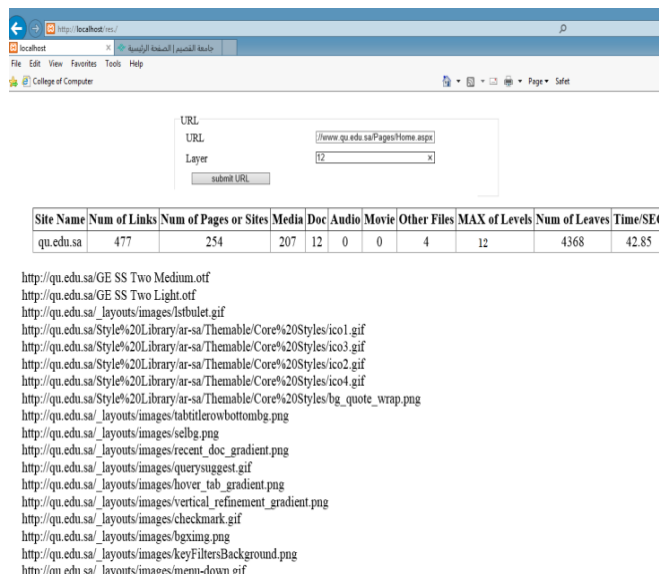 http://localhost/res./
localhost × جامعة القصيم | الصفحة الرئيسية
File Edit View Favorites Tools Help
College of Computer Page Safet
URL
URL //www.qu.edu.sa/Pages/Home.aspx
Layer 12 x
submit URL
Site Name Num of Links Num of Pages or Sites Media Doc Audio Movie Other Files MAX of Levels Num of Leaves Time/SEC
qu.edu.sa 477 254 207 12 0 0 4 12 4368 42.85
http://qu.edu.sa/GE SS Two Medium.otf
http://qu.edu.sa/GE SS Two Light.otf
http://qu.edu.sa/_layouts/images/lstbulet.gif
http://qu.edu.sa/Style%20Library/ar-sa/Themable/Core%20Styles/ico1.gif
http://qu.edu.sa/Style%20Library/ar-sa/Themable/Core%20Styles/ico3.gif
http://qu.edu.sa/Style%20Library/ar-sa/Themable/Core%20Styles/ico2.gif
http://qu.edu.sa/Style%20Library/ar-sa/Themable/Core%20Styles/ico4.gif
http://qu.edu.sa/Style%20Library/ar-sa/Themable/Core%20Styles/bg_quote_wrap.png
http://qu.edu.sa/_layouts/images/tabtitlerowbottombg.png
http://qu.edu.sa/_layouts/images/selbg.png
http://qu.edu.sa/_layouts/images/recent_doc_gradient.png
http://qu.edu.sa/_layouts/images/querysuggest.gif
http://qu.edu.sa/_layouts/images/hover_tab_gradient.png
http://qu.edu.sa/_layouts/images/vertical_refinement_gradient.png
http://qu.edu.sa/_layouts/images/checkmark.gif
http://qu.edu.sa/_layouts/images/bgximg.png
http://qu.edu.sa/_layouts/images/keyFiltersBackground.png
http://qu.edu.sa/_layouts/images/menu-down.gif